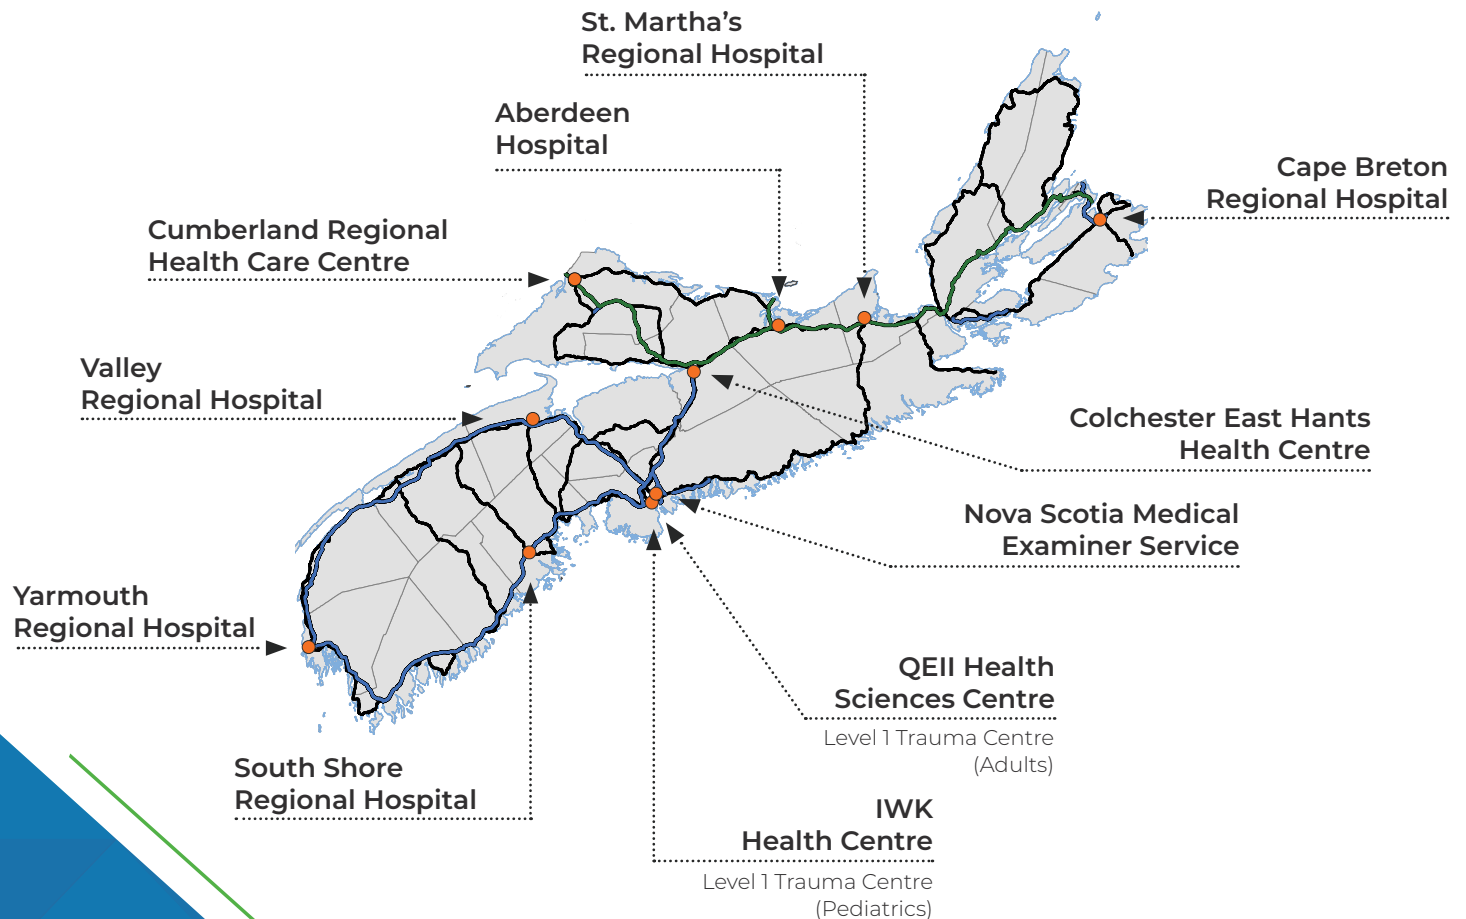 St. Martha’s
Regional Hospital
Aberdeen
Hospital
Cape Breton
Regional Hospital
Cumberland Regional
Health Care Centre
Valley
Regional Hospital
Colchester East Hants
Health Centre
Nova Scotia Medical
Examiner Service
Yarmouth
Regional Hospital
QEII Health
Sciences Centre
Level 1 Trauma Centre
(Adults)
South Shore
Regional Hospital
IWK
Health Centre
Level 1 Trauma Centre
(Pediatrics)